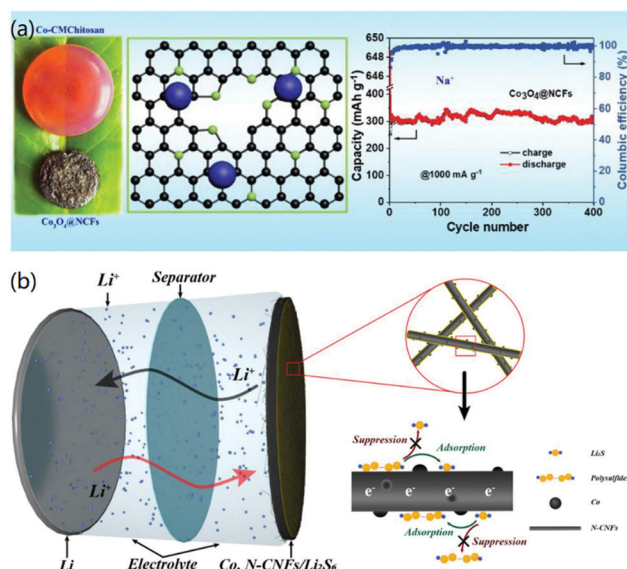 (a)
Co-CMChitosan
Co₃O₄@NCFs
650
648
646
400
300
200
100
0
Capacity (mAh g⁻¹)
0 100 200 300 400
Cycle number
100
80
60
40
20
0
Columbic efficiency (%)
Na⁺
Co₃O₄@NCFs
charge
discharge
@1000 mA g⁻¹
(b)
Li⁺
Separator
Li⁺
Li⁺
Li
Electrolyte
Co, N-CNFs/Li₂S₆
Suppression
Adsorption
e⁻ e⁻ e⁻ e⁻
Adsorption
Suppression
Li₂S
Polysulfide
Co
N-CNFs